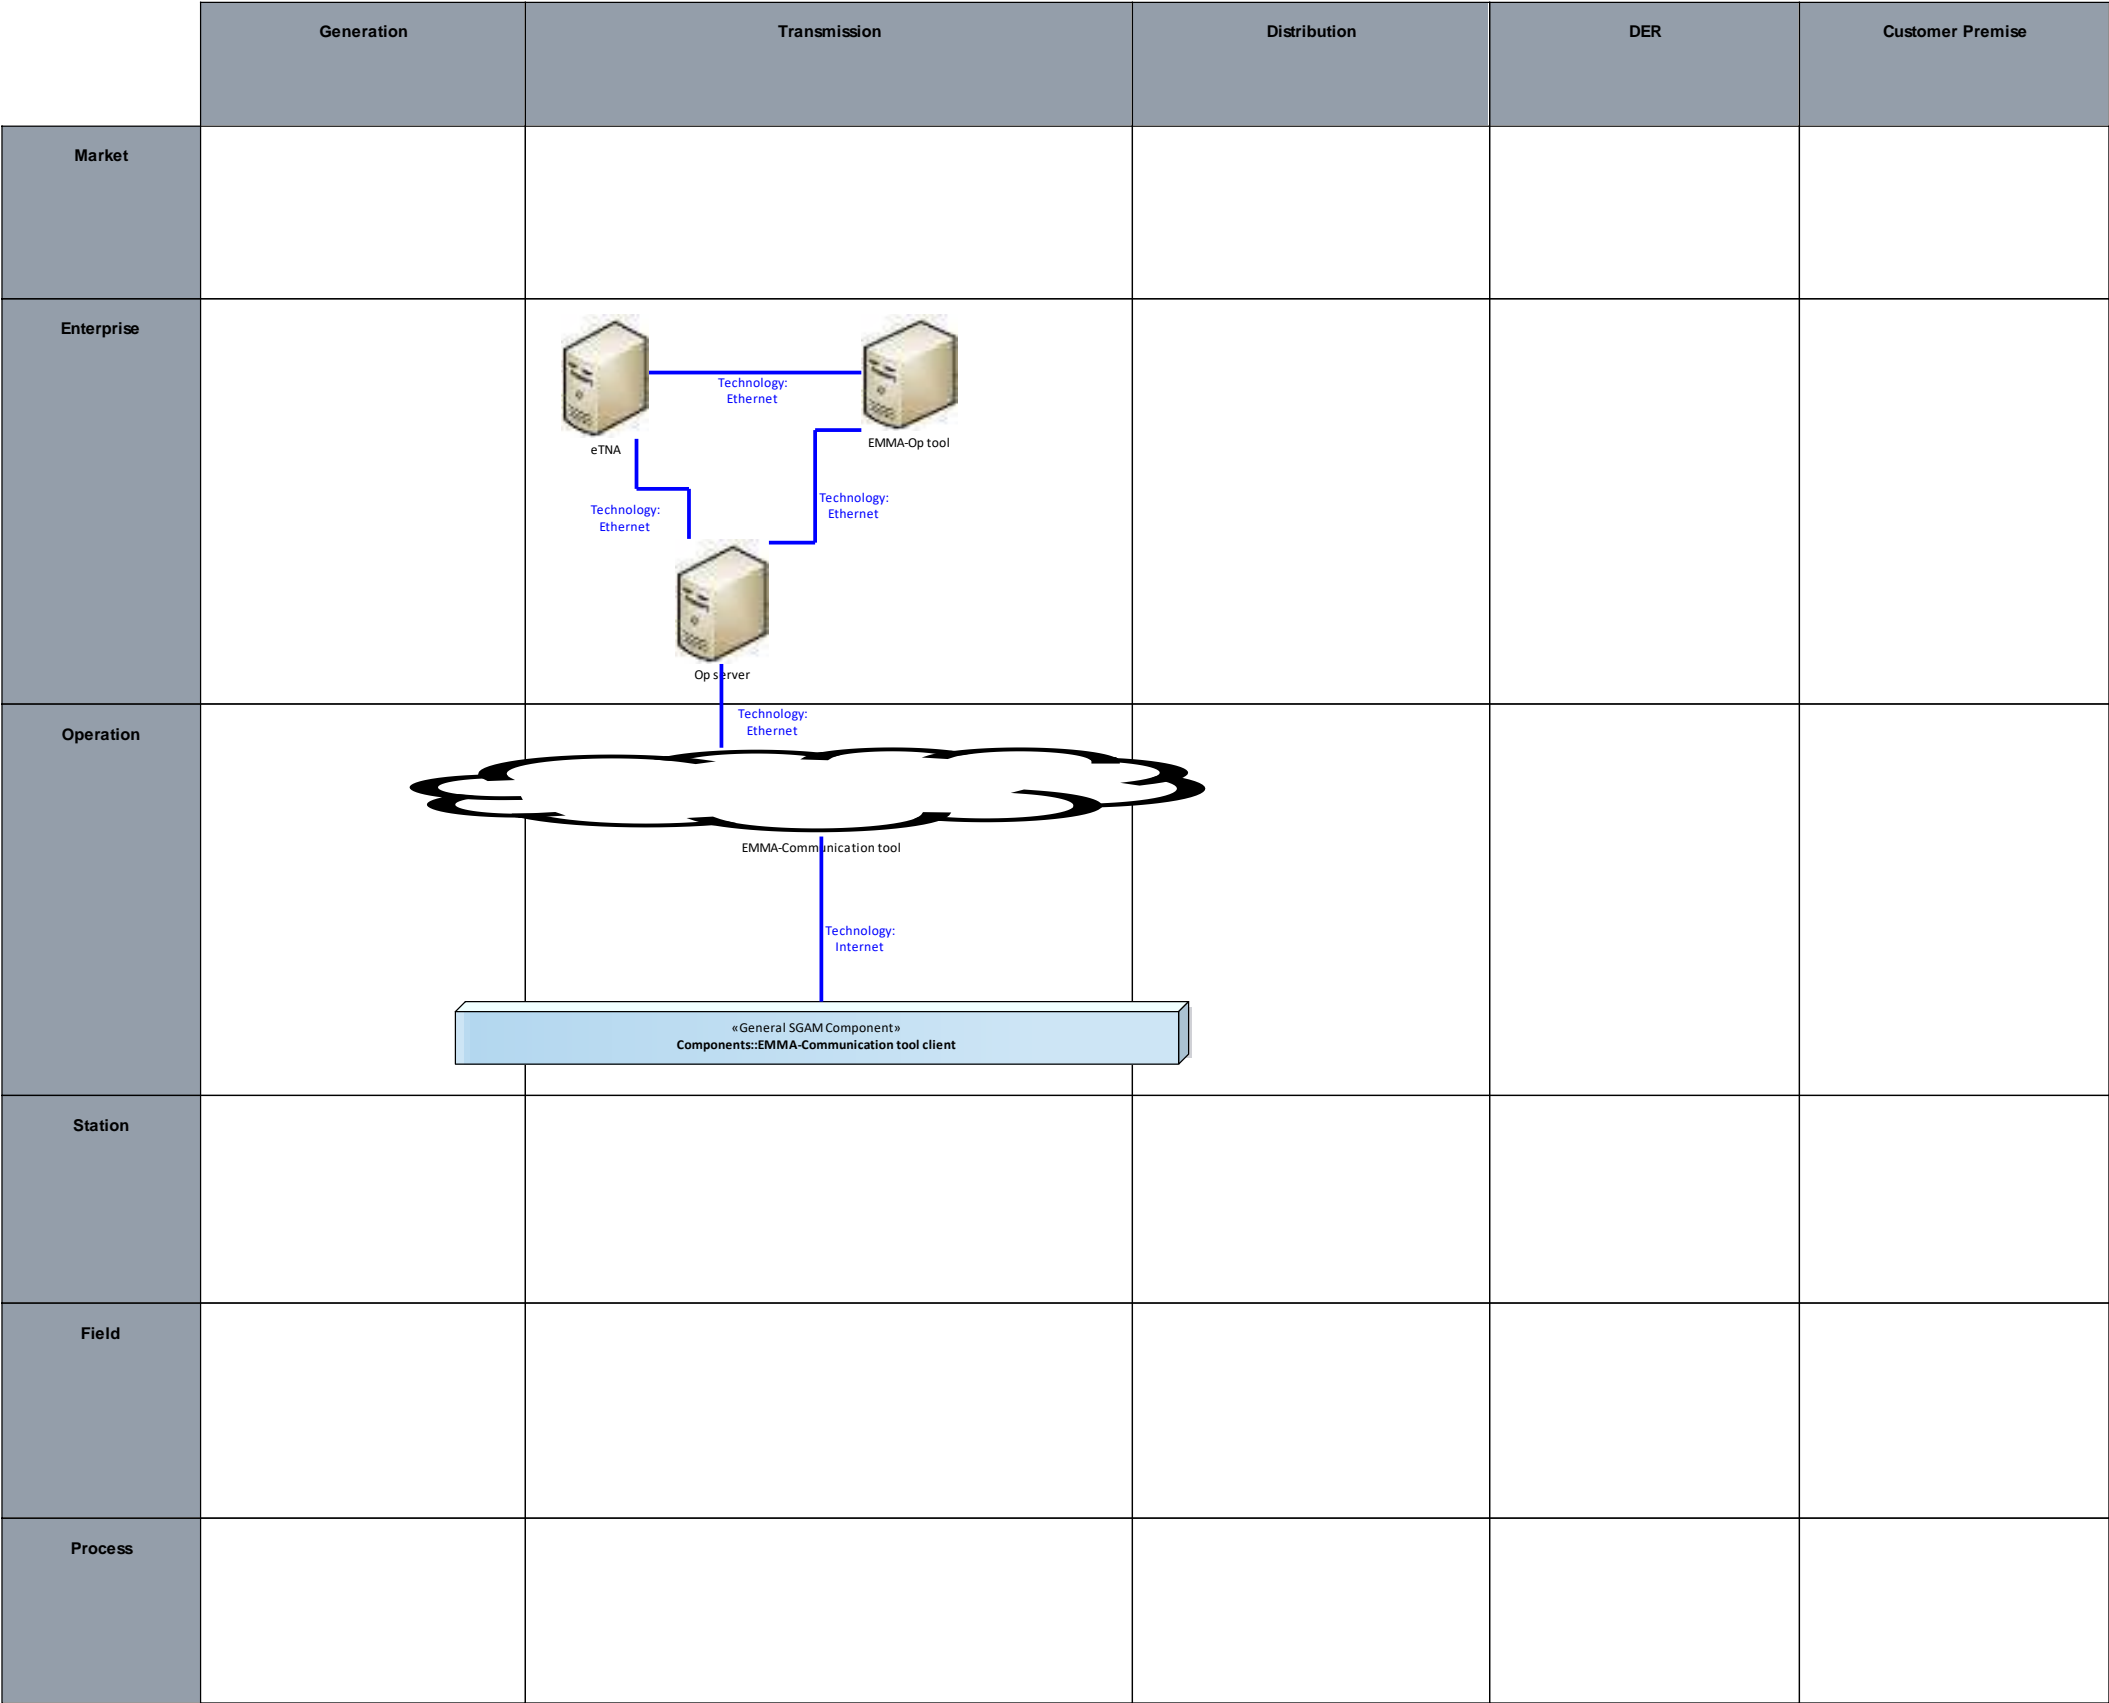 Generation
Transmission
Distribution
DER
Customer Premise
Market
Enterprise
Technology:
Ethernet
eTNA
EMMA-Op tool
Technology:
Ethernet
Technology:
Ethernet
Op server
Operation
Technology:
Ethernet
EMMA-Communication tool
Technology:
Internet
«General SGAM Component»
Components::EMMA-Communication tool client
Station
Field
Process